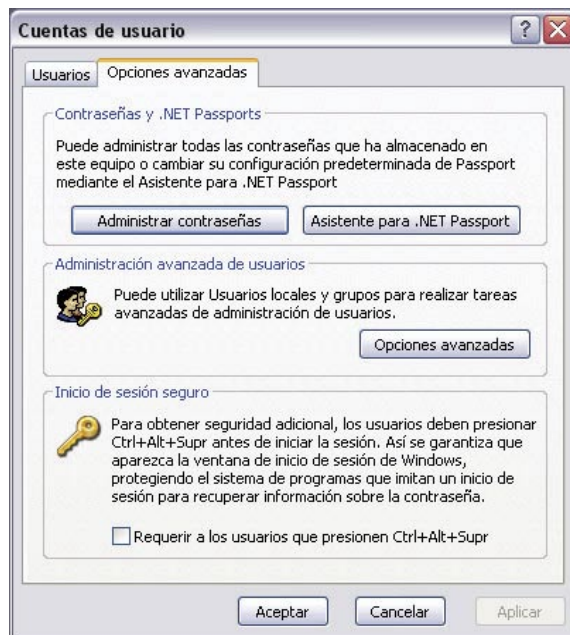 Cuentas de usuario
Usuarios
Opciones avanzadas
Contraseñas y .NET Passports
Puede administrar todas las contraseñas que ha almacenado en
este equipo o cambiar su configuración predeterminada de Passport
mediante el Asistente para .NET Passport
Administrar contraseñas
Asistente para .NET Passport
Administración avanzada de usuarios
Puede utilizar Usuarios locales y grupos para realizar tareas
avanzadas de administración de usuarios.
Opciones avanzadas
Inicio de sesión seguro
Para obtener seguridad adicional, los usuarios deben presionar
Ctrl+Alt+Supr antes de iniciar la sesión. Así se garantiza que
aparezca la ventana de inicio de sesión de Windows,
protegiendo el sistema de programas que imitan un inicio de
sesión para recuperar información sobre la contraseña.
Requerir a los usuarios que presionen Ctrl+Alt+Supr
Aceptar
Cancelar
Aplicar